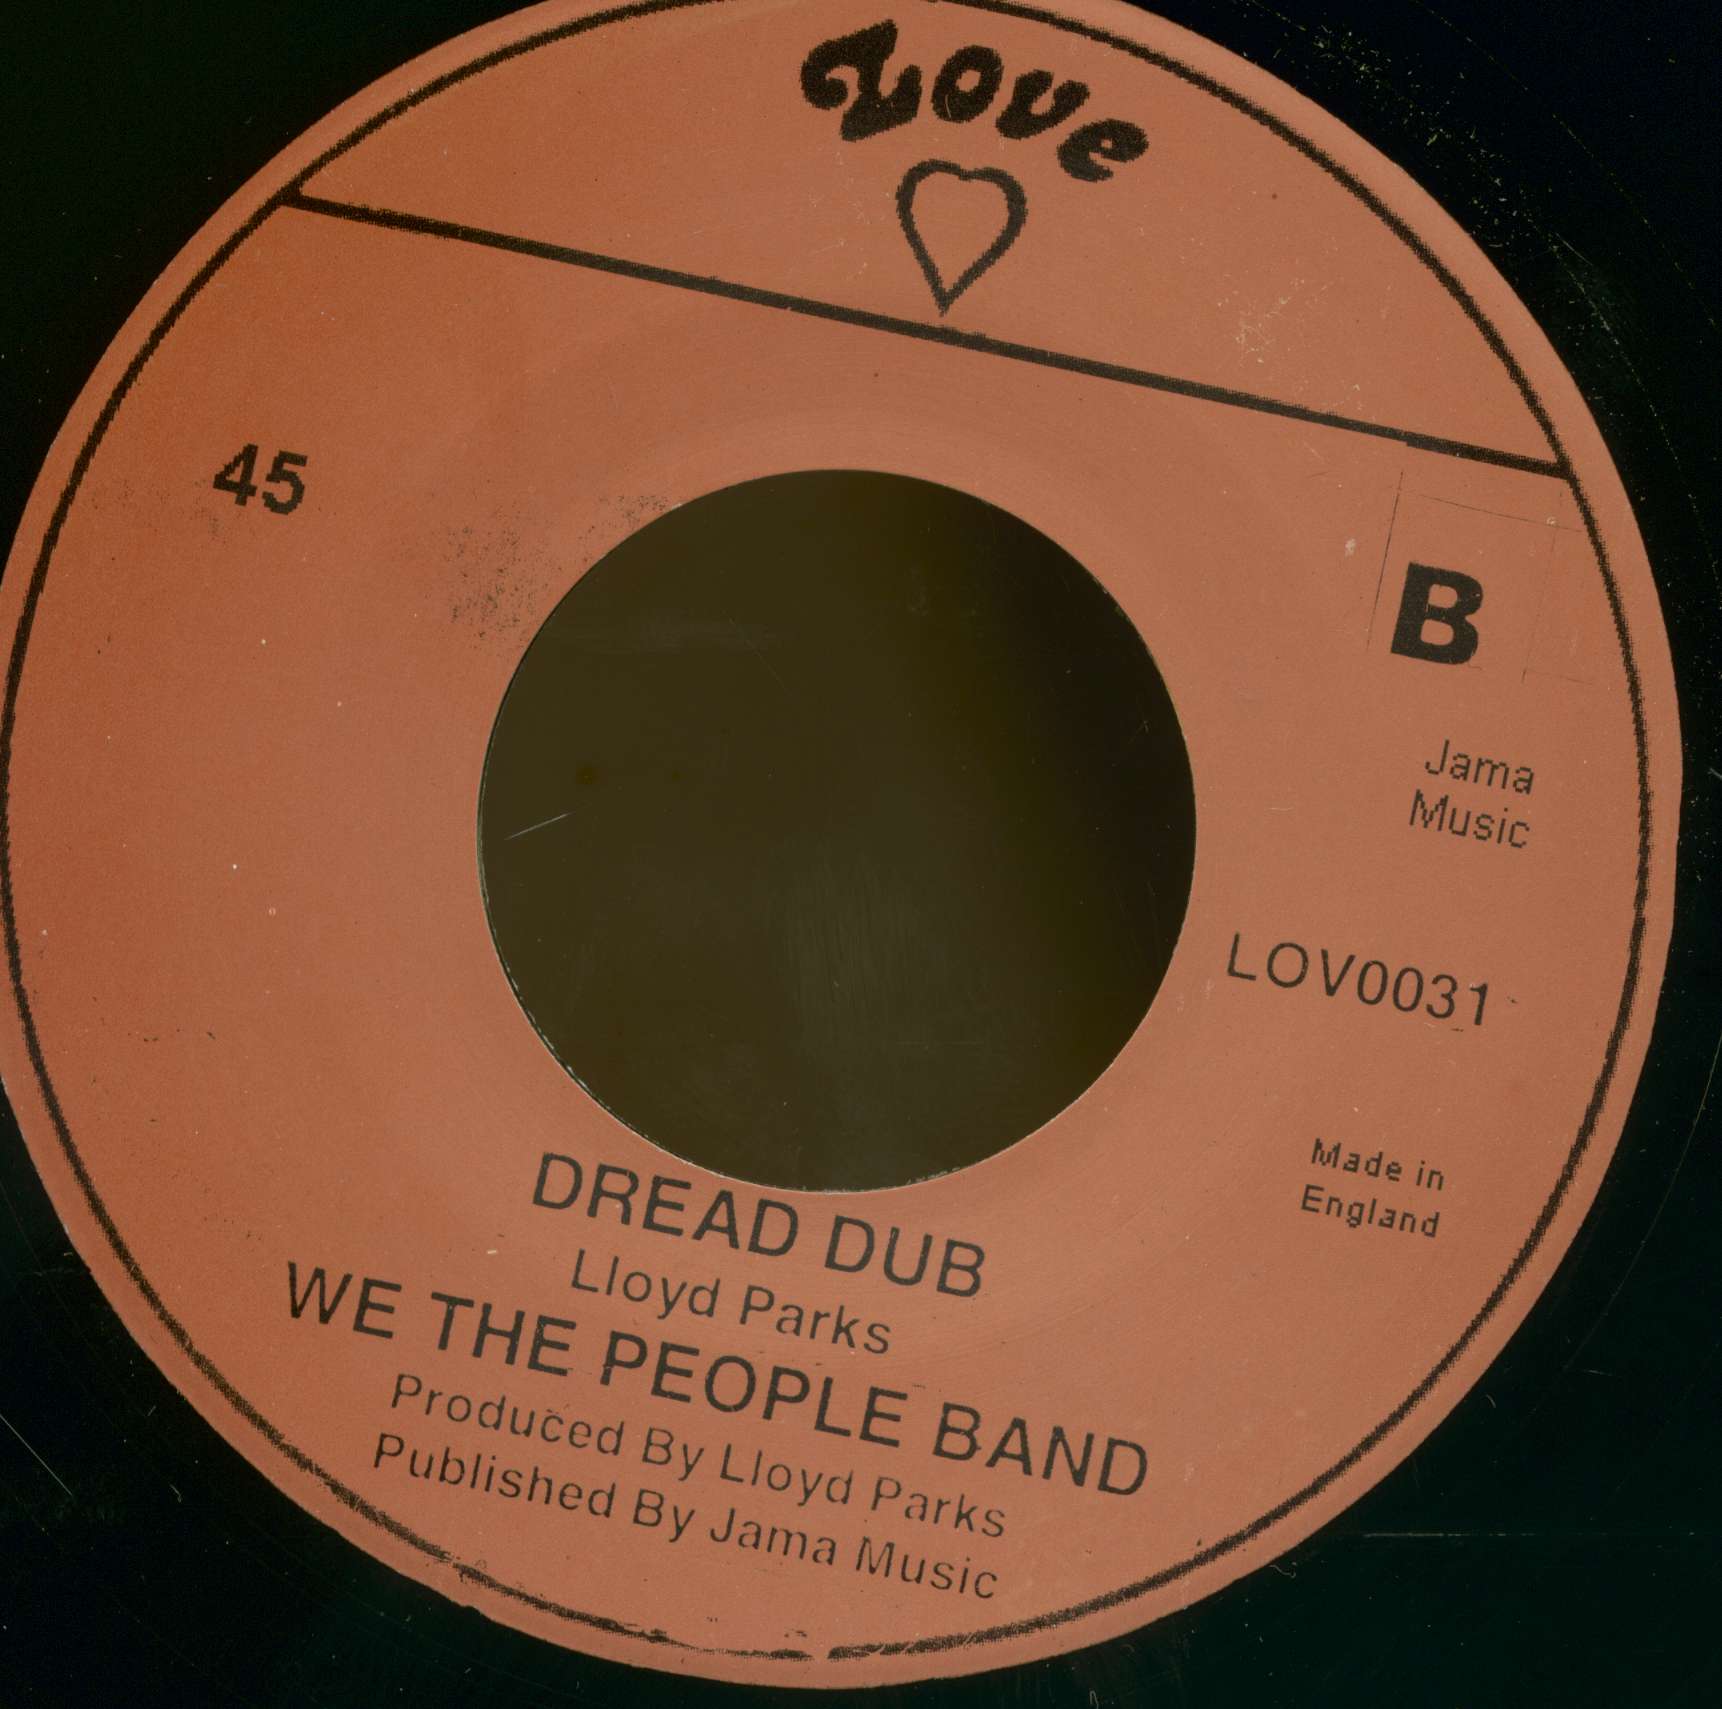 Love
45
B
Jama
Music
LOV0031
Made in
England
DREAD DUB
Lloyd Parks
WE THE PEOPLE BAND
Produced By Lloyd Parks
Published By Jama Music